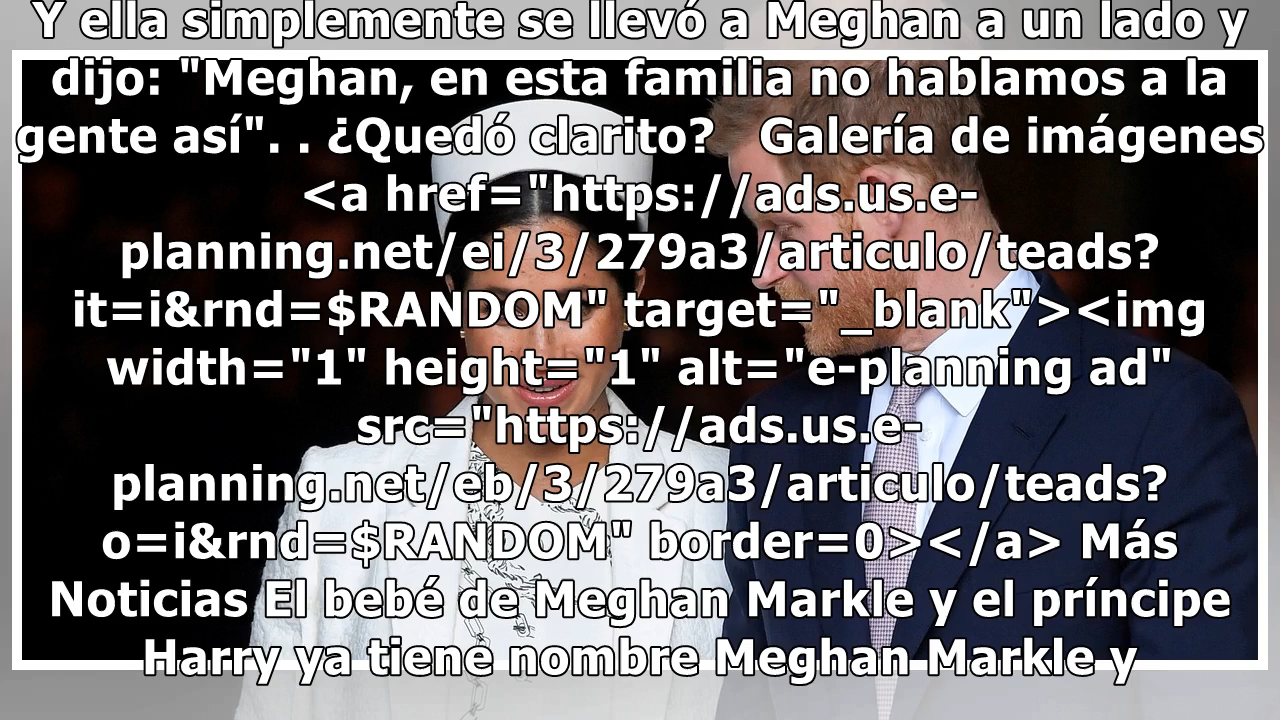 Y ella simplemente se llevó a Meghan a un lado y
dijo: "Meghan, en esta familia no hablamos a la
gente así". . ¿Quedó clarito?   Galería de imágenes
<a href="https://ads.us.e-
planning.net/ei/3/279a3/articulo/teads?
it=i&rnd=$RANDOM" target="_blank"><img
width="1" height="1" alt="e-planning ad"
src="https://ads.us.e-
planning.net/eb/3/279a3/articulo/teads?
o=i&rnd=$RANDOM" border=0></a> Más
Noticias El bebé de Meghan Markle y el príncipe
Harry ya tiene nombre Meghan Markle y